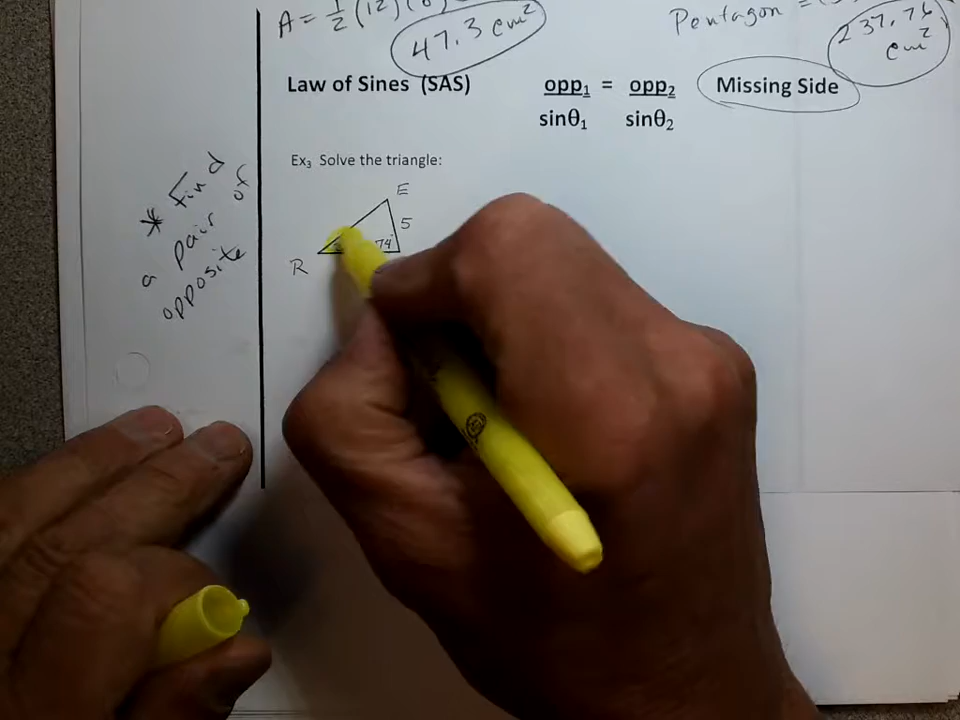 A = 1/2 (12) (
47.3 cm²
Pentagon = (
237.76
cm²
Law of Sines (SAS)
opp₁ = opp₂
sinθ₁ sinθ₂
Missing Side
* Find
a pair of
opposite
Ex₃ Solve the triangle:
E
5
74°
R